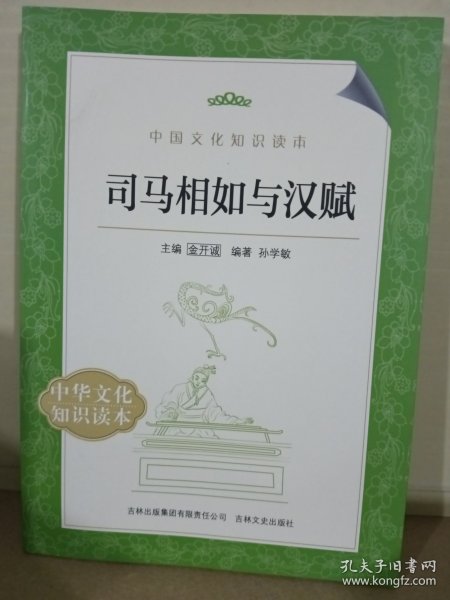 中国文化知识读本
司马相如与汉赋
主编 金开诚 编著 孙学敏
中华文化
知识读本
吉林出版集团有限责任公司 吉林文史出版社
孔夫子旧书网
www.kongfz.com